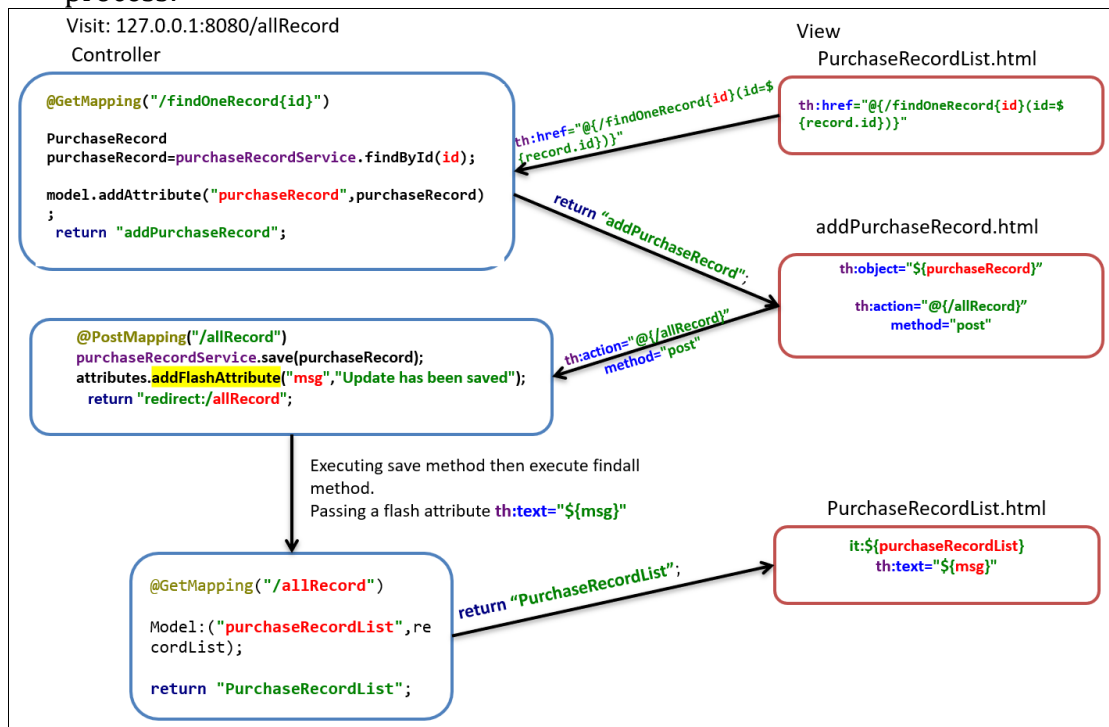 process.
Visit: 127.0.0.1:8080/allRecord
Controller
View
PurchaseRecordList.html
@GetMapping("/findOneRecord{id}")
PurchaseRecord
purchaseRecord=purchaseRecordService.findById(id);
model.addAttribute("purchaseRecord",purchaseRecord)
;
return "addPurchaseRecord";
th:href="@{/findOneRecord{id}(id=$
{record.id})}"
th:href="@{/findOneRecord{id}(id=$
{record.id})}"
return “addPurchaseRecord";
addPurchaseRecord.html
th:object="${purchaseRecord}”
th:action="@{/allRecord}”
method="post"
th:action="@{/allRecord}”
method="post"
@PostMapping("/allRecord")
purchaseRecordService.save(purchaseRecord);
attributes.addFlashAttribute("msg","Update has been saved");
return "redirect:/allRecord";
Executing save method then execute findall
method.
Passing a flash attribute th:text="${msg}"
PurchaseRecordList.html
it:${purchaseRecordList}
th:text="${msg}"
@GetMapping("/allRecord")
Model:("purchaseRecordList",re
cordList);
return "PurchaseRecordList";
return “PurchaseRecordList”;